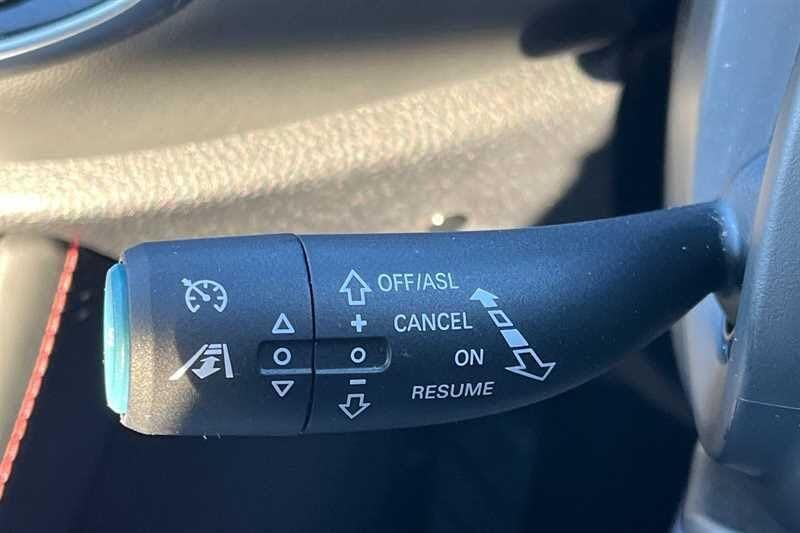 OFF/ASL
+ CANCEL
ON
− RESUME